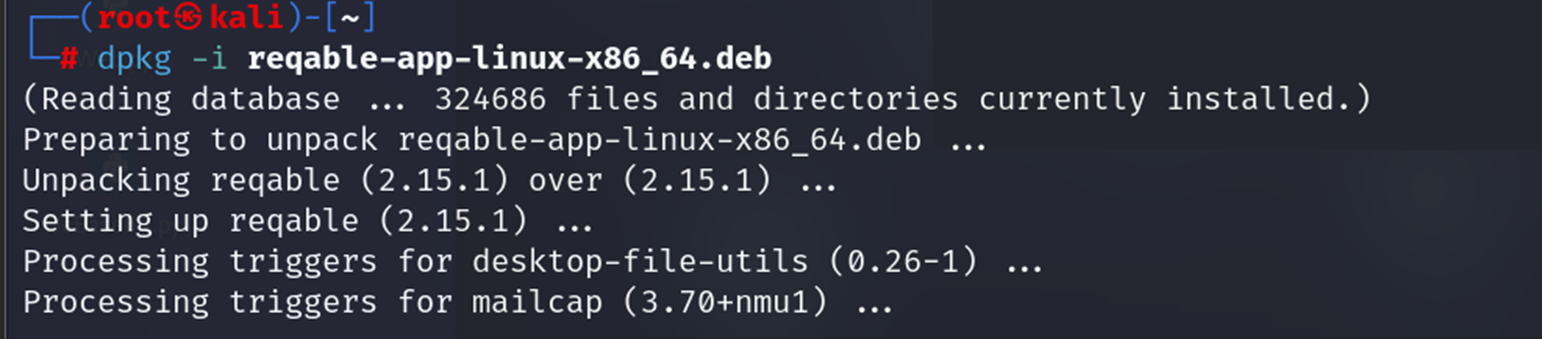 ┌──(root㉿kali)-[~]
└─# dpkg -i reqable-app-linux-x86_64.deb
(Reading database ... 324686 files and directories currently installed.)
Preparing to unpack reqable-app-linux-x86_64.deb ...
Unpacking reqable (2.15.1) over (2.15.1) ...
Setting up reqable (2.15.1) ...
Processing triggers for desktop-file-utils (0.26-1) ...
Processing triggers for mailcap (3.70+nmu1) ...